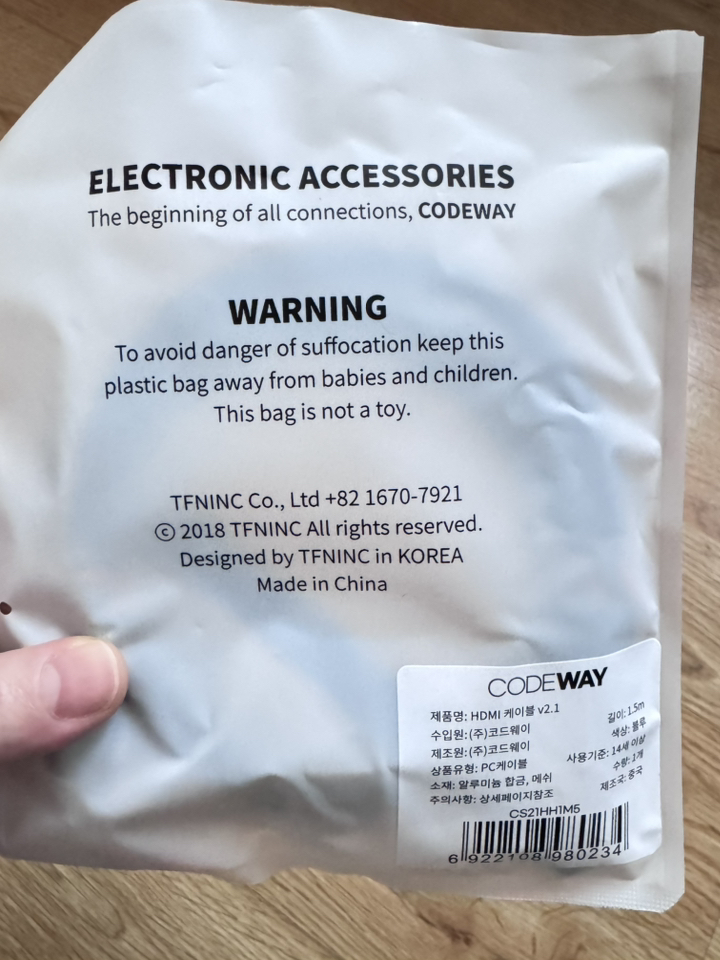 ELECTRONIC ACCESSORIES
The beginning of all connections, CODEWAY
WARNING
To avoid danger of suffocation keep this
plastic bag away from babies and children.
This bag is not a toy.
TFNINC Co., Ltd +82 1670-7921
ⓒ 2018 TFNINC All rights reserved.
Designed by TFNINC in KOREA
Made in China
CODEWAY
제품명: HDMI 케이블 v2.1
길이: 1.5m
수입원: (주)코드웨이
색상: 블루
제조원: (주)코드웨이
사용기준: 14세 이상
상품유형: PC케이블
수량: 1개
소재: 알루미늄 합금, 메쉬
제조국: 중국
주의사항: 상세페이지참조
CS21HH1M5
6 922108 980234